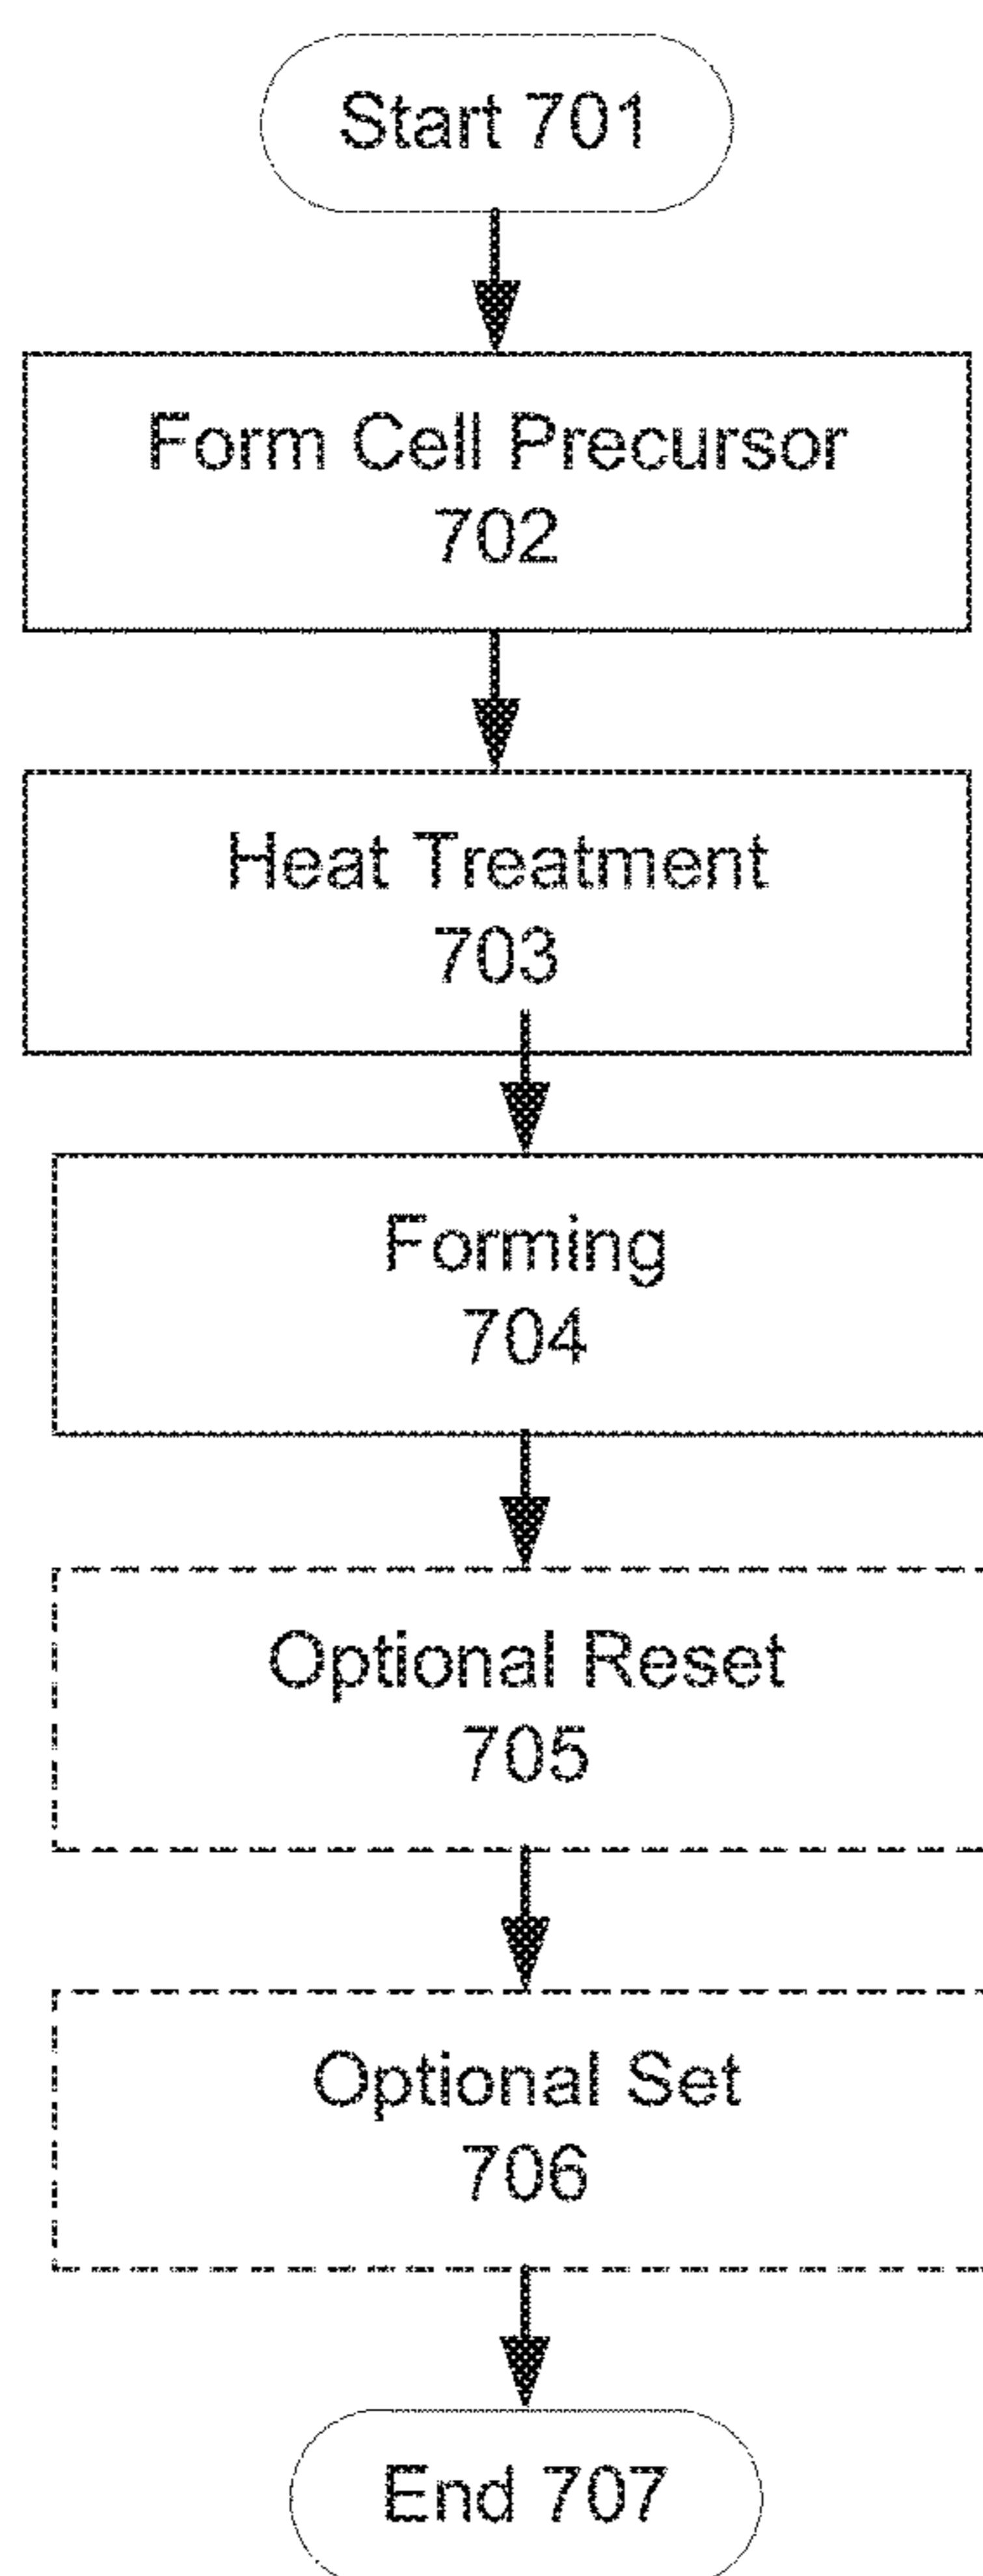 Start 701
Form Cell Precursor
702
Heat Treatment
703
Forming
704
Optional Reset
705
Optional Set
706
End 707